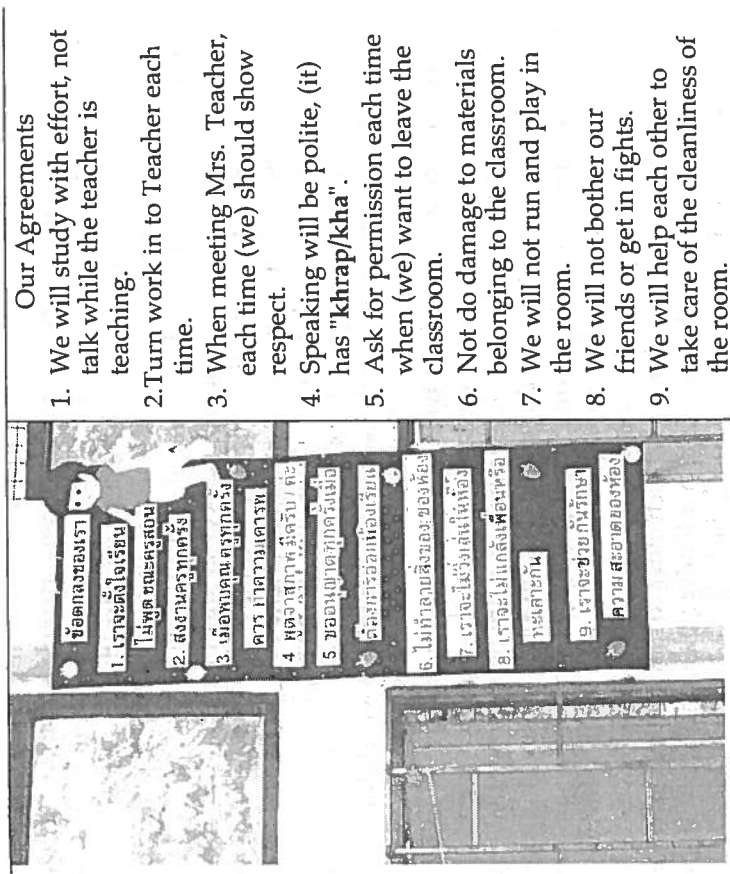 Our Agreements
1. We will study with effort, not
talk while the teacher is
teaching.
2.Turn work in to Teacher each
time.
3. When meeting Mrs. Teacher,
each time (we) should show
respect.
4. Speaking will be polite, (it)
has "khrap/kha".
5. Ask for permission each time
when (we) want to leave the
classroom.
6. Not do damage to materials
belonging to the classroom.
7. We will not run and play in
the room.
8. We will not bother our
friends or get in fights.
9. We will help each other to
take care of the cleanliness of
the room.
ข้อตกลงของเรา
1. เราจะตั้งใจเรียน
ไม่พูดขณะครูสอน
2. ส่งงานครูทุกครั้ง
3. เมื่อพบคุณครูทุกครั้ง
ควรทำความเคารพ
4 พูดจาสุภาพมีครับ / ค่ะ
5 ขออนุญาตทุกครั้งเมื่อ
ต้องการออกห้องเรียน
6. ไม่ทำลายสิ่งของของห้อง
7. เราจะไม่วิ่งเล่นในห้อง
8. เราจะไม่แกล้งเพื่อนหรือ
ทะเลาะกัน
9. เราจะช่วยกันรักษา
ความสะอาดของห้อง